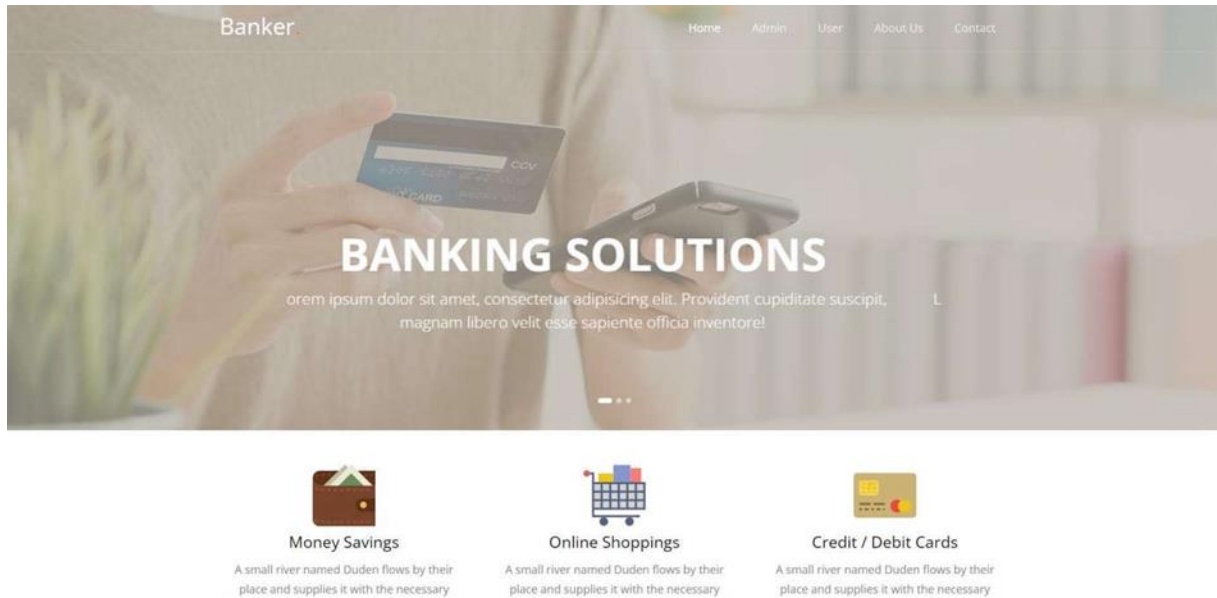 Banker.
Home Admin User About Us Contact
CCV
CARD
BANKING SOLUTIONS
orem ipsum dolor sit amet, consectetur adipisicing elit. Provident cupiditate suscipit, L
magnam libero velit esse sapiente officia inventore!
Money Savings
Online Shoppings
Credit / Debit Cards
A small river named Duden flows by their
place and supplies it with the necessary
A small river named Duden flows by their
place and supplies it with the necessary
A small river named Duden flows by their
place and supplies it with the necessary